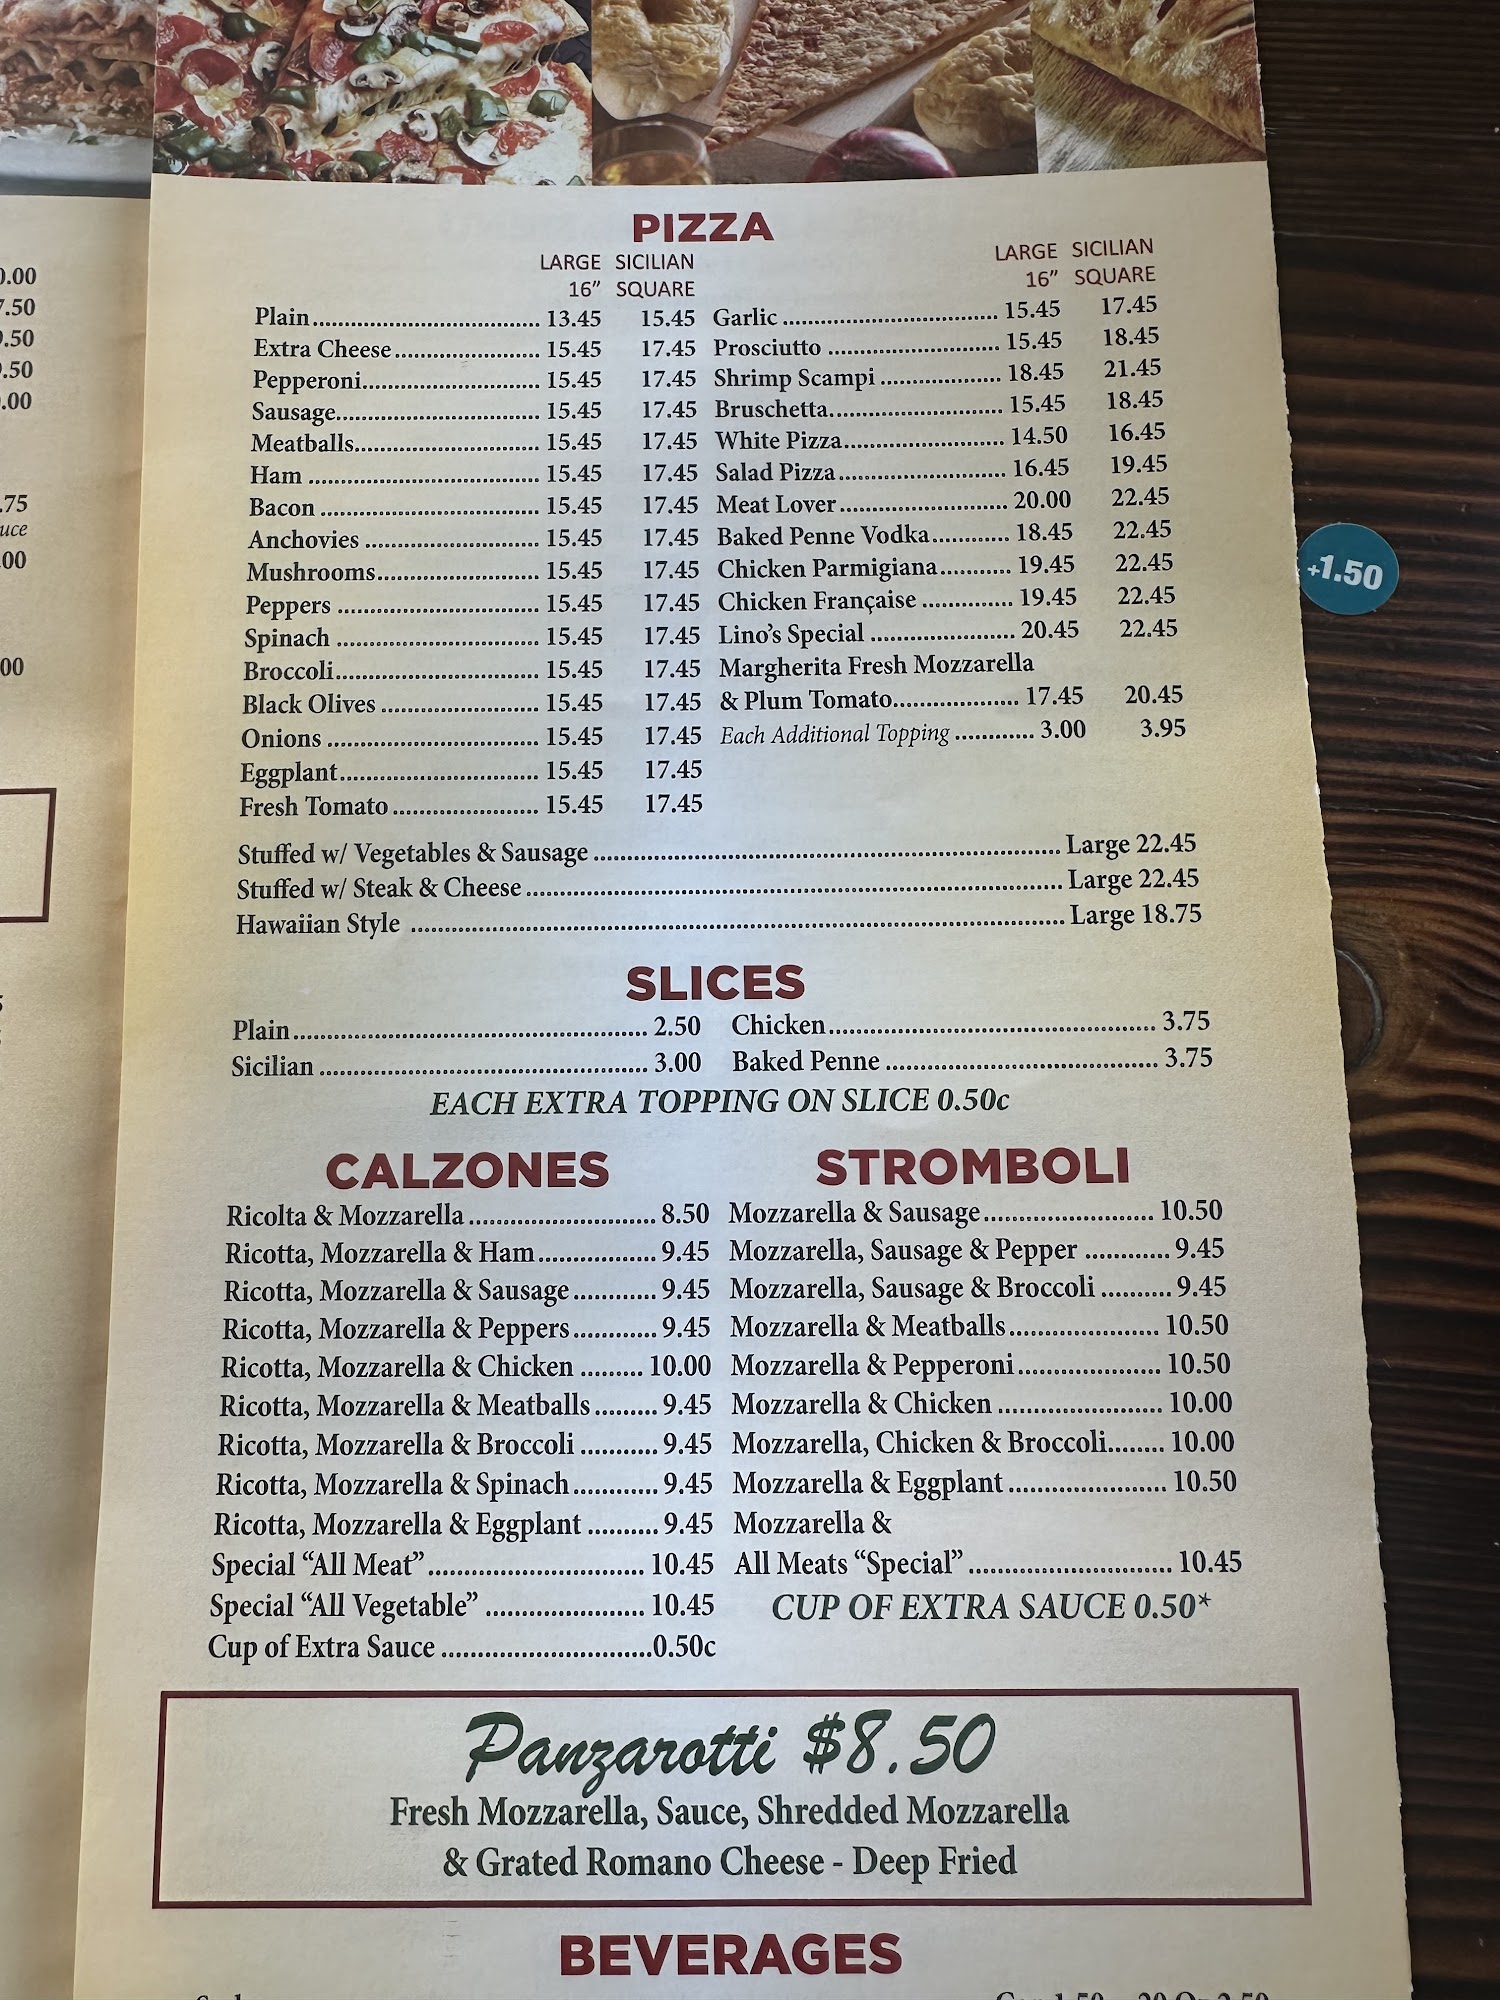 PIZZA
LARGE SICILIAN
16" SQUARE
Plain 13.45 15.45
Extra Cheese 15.45 17.45
Pepperoni 15.45 17.45
Sausage 15.45 17.45
Meatballs 15.45 17.45
Ham 15.45 17.45
Bacon 15.45 17.45
Anchovies 15.45 17.45
Mushrooms 15.45 17.45
Peppers 15.45 17.45
Spinach 15.45 17.45
Broccoli 15.45 17.45
Black Olives 15.45 17.45
Onions 15.45 17.45
Eggplant 15.45 17.45
Fresh Tomato 15.45 17.45
LARGE SICILIAN
16" SQUARE
Garlic 15.45 17.45
Prosciutto 15.45 18.45
Shrimp Scampi 18.45 21.45
Bruschetta 15.45 18.45
White Pizza 14.50 16.45
Salad Pizza 16.45 19.45
Meat Lover 20.00 22.45
Baked Penne Vodka 18.45 22.45
Chicken Parmigiana 19.45 22.45
Chicken Française 19.45 22.45
Lino's Special 20.45 22.45
Margherita Fresh Mozzarella
& Plum Tomato 17.45 20.45
Each Additional Topping 3.00 3.95
Stuffed w/ Vegetables & Sausage Large 22.45
Stuffed w/ Steak & Cheese Large 22.45
Hawaiian Style Large 18.75
SLICES
Plain 2.50
Sicilian 3.00
Chicken 3.75
Baked Penne 3.75
EACH EXTRA TOPPING ON SLICE 0.50c
CALZONES
Ricolta & Mozzarella 8.50
Ricotta, Mozzarella & Ham 9.45
Ricotta, Mozzarella & Sausage 9.45
Ricotta, Mozzarella & Peppers 9.45
Ricotta, Mozzarella & Chicken 10.00
Ricotta, Mozzarella & Meatballs 9.45
Ricotta, Mozzarella & Broccoli 9.45
Ricotta, Mozzarella & Spinach 9.45
Ricotta, Mozzarella & Eggplant 9.45
Special "All Meat" 10.45
Special "All Vegetable" 10.45
Cup of Extra Sauce 0.50c
STROMBOLI
Mozzarella & Sausage 10.50
Mozzarella, Sausage & Pepper 9.45
Mozzarella, Sausage & Broccoli 9.45
Mozzarella & Meatballs 10.50
Mozzarella & Pepperoni 10.50
Mozzarella & Chicken 10.00
Mozzarella, Chicken & Broccoli 10.00
Mozzarella & Eggplant 10.50
Mozzarella &
All Meats "Special" 10.45
CUP OF EXTRA SAUCE 0.50*
Panzarotti $8.50
Fresh Mozzarella, Sauce, Shredded Mozzarella
& Grated Romano Cheese - Deep Fried
BEVERAGES
+1.50